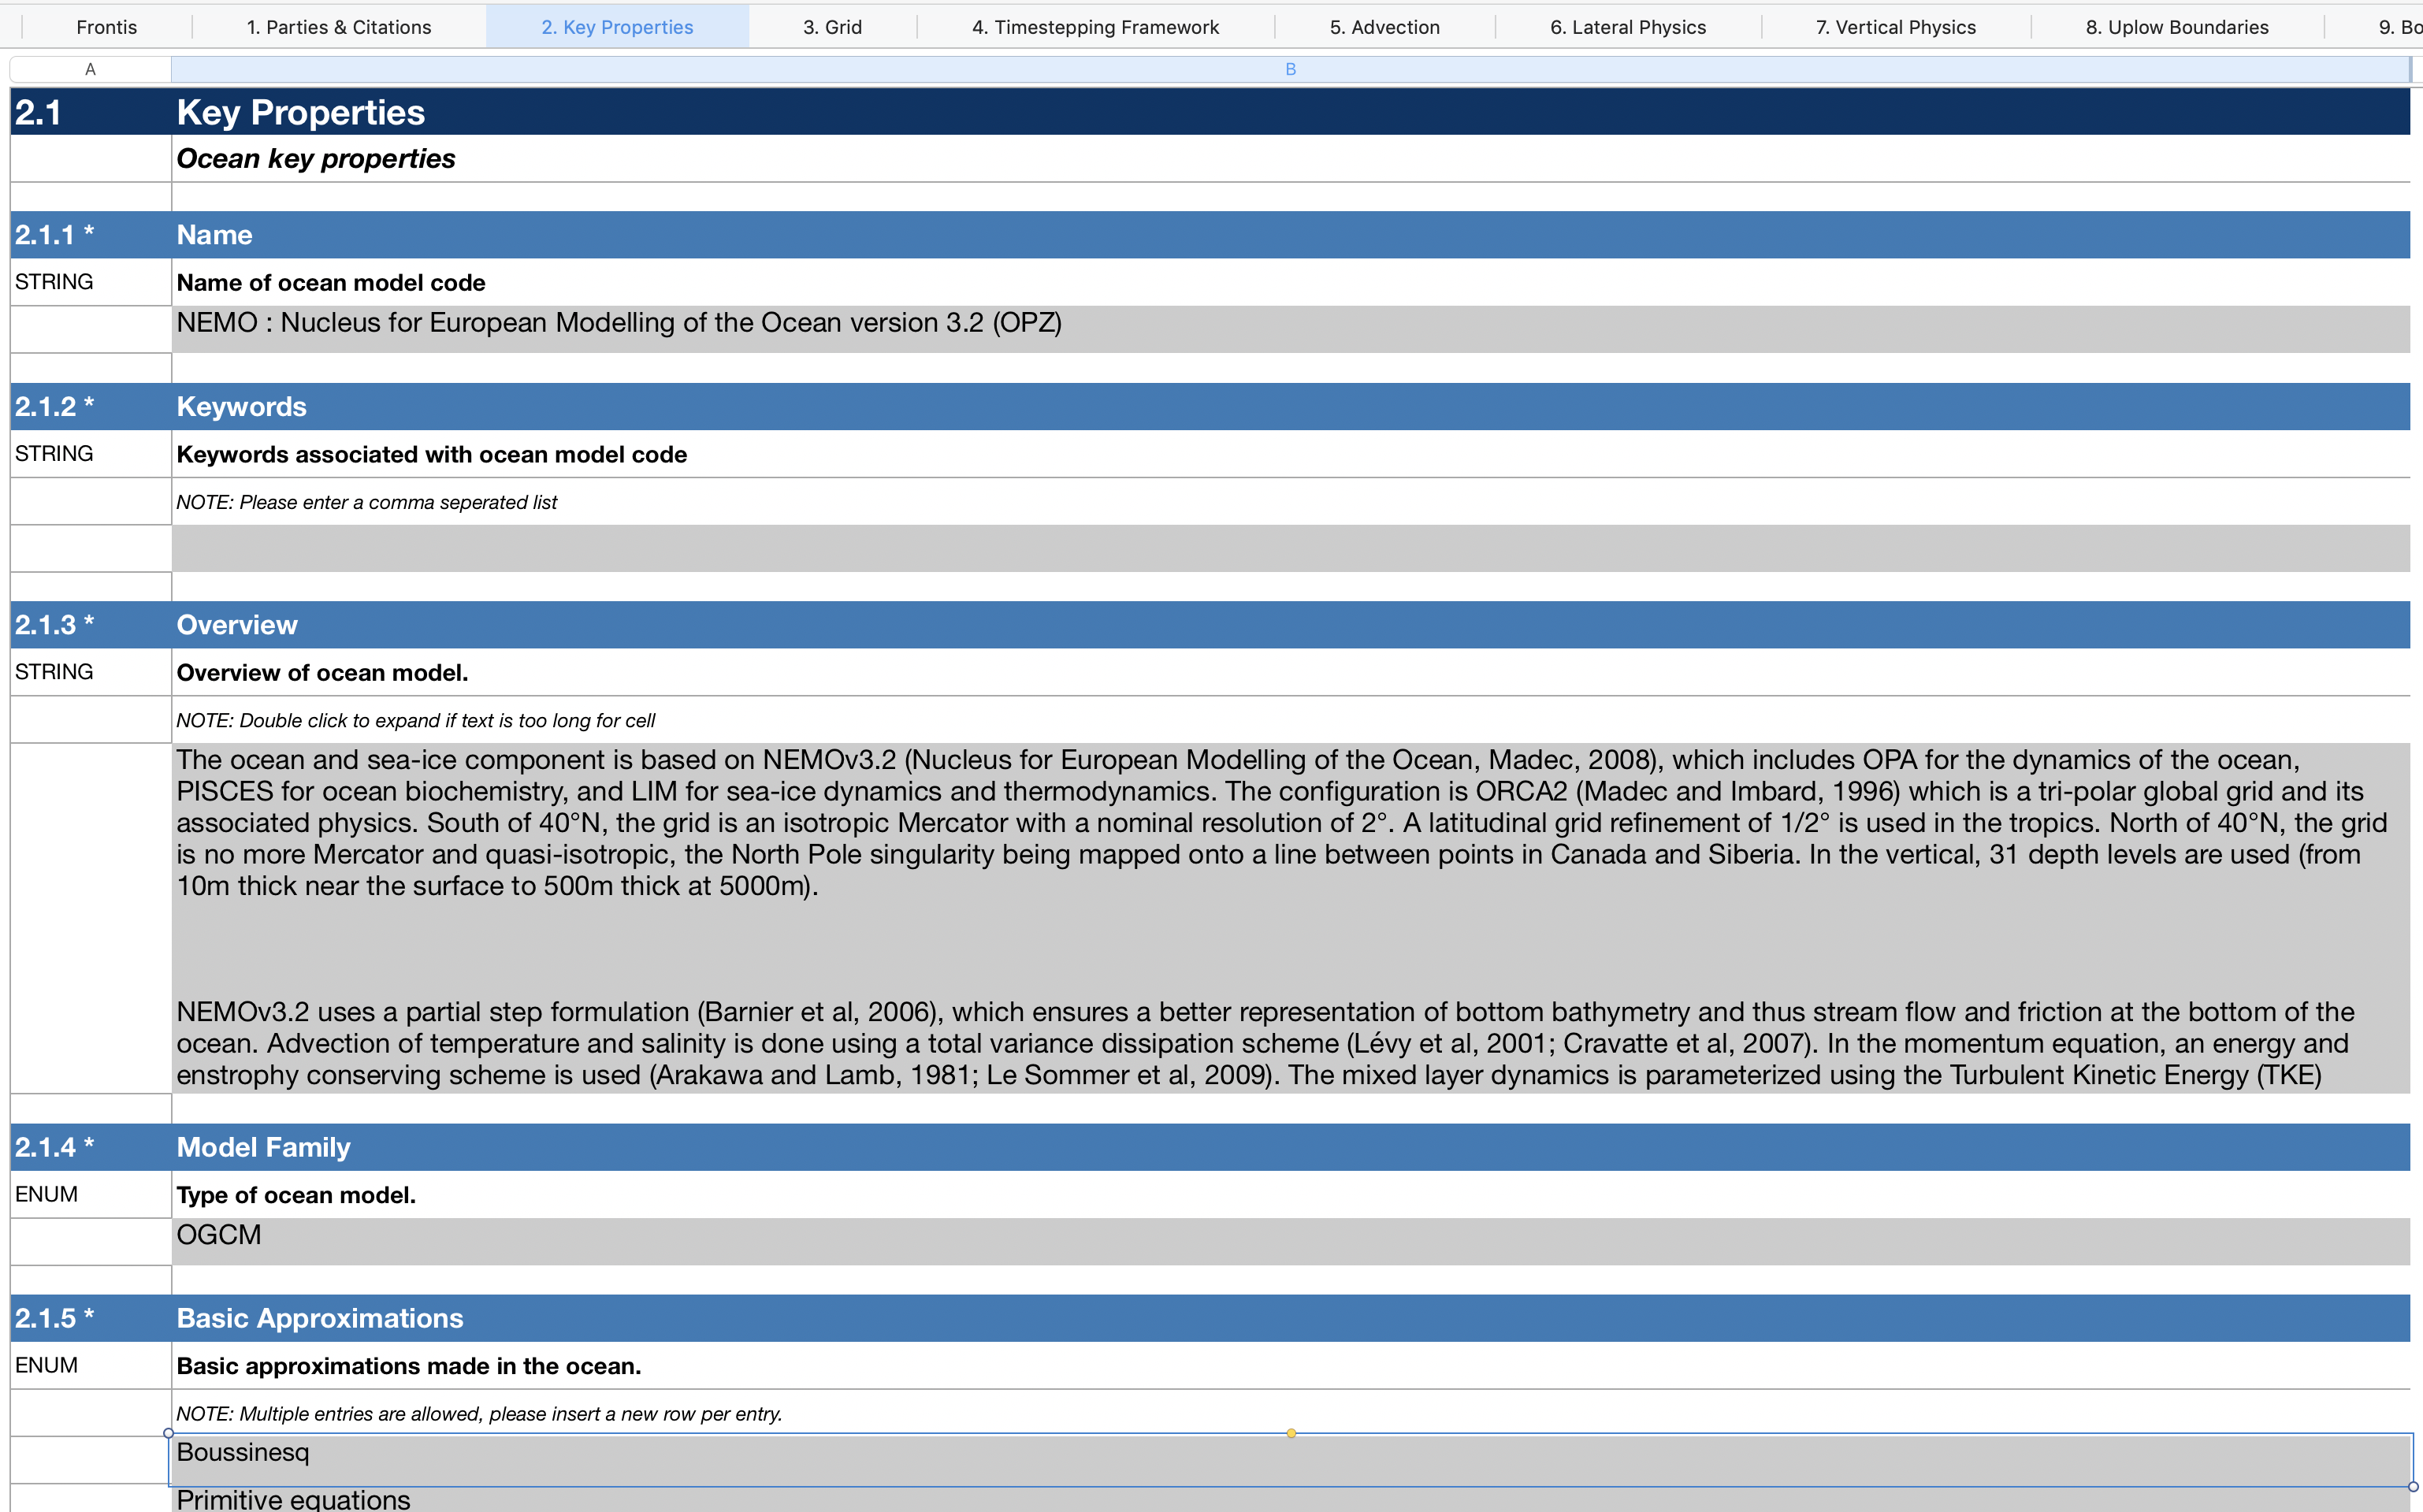 Frontis 1. Parties & Citations 2. Key Properties 3. Grid 4. Timestepping Framework 5. Advection 6. Lateral Physics 7. Vertical Physics 8. Uplow Boundaries 9. Bo
A B
2.1 Key Properties
Ocean key properties
2.1.1 * Name
STRING Name of ocean model code
NEMO : Nucleus for European Modelling of the Ocean version 3.2 (OPZ)
2.1.2 * Keywords
STRING Keywords associated with ocean model code
NOTE: Please enter a comma seperated list
2.1.3 * Overview
STRING Overview of ocean model.
NOTE: Double click to expand if text is too long for cell
The ocean and sea-ice component is based on NEMOv3.2 (Nucleus for European Modelling of the Ocean, Madec, 2008), which includes OPA for the dynamics of the ocean,
PISCES for ocean biochemistry, and LIM for sea-ice dynamics and thermodynamics. The configuration is ORCA2 (Madec and Imbard, 1996) which is a tri-polar global grid and its
associated physics. South of 40°N, the grid is an isotropic Mercator with a nominal resolution of 2°. A latitudinal grid refinement of 1/2° is used in the tropics. North of 40°N, the grid
is no more Mercator and quasi-isotropic, the North Pole singularity being mapped onto a line between points in Canada and Siberia. In the vertical, 31 depth levels are used (from
10m thick near the surface to 500m thick at 5000m).
NEMOv3.2 uses a partial step formulation (Barnier et al, 2006), which ensures a better representation of bottom bathymetry and thus stream flow and friction at the bottom of the
ocean. Advection of temperature and salinity is done using a total variance dissipation scheme (Lévy et al, 2001; Cravatte et al, 2007). In the momentum equation, an energy and
enstrophy conserving scheme is used (Arakawa and Lamb, 1981; Le Sommer et al, 2009). The mixed layer dynamics is parameterized using the Turbulent Kinetic Energy (TKE)
2.1.4 * Model Family
ENUM Type of ocean model.
OGCM
2.1.5 * Basic Approximations
ENUM Basic approximations made in the ocean.
NOTE: Multiple entries are allowed, please insert a new row per entry.
Boussinesq
Primitive equations